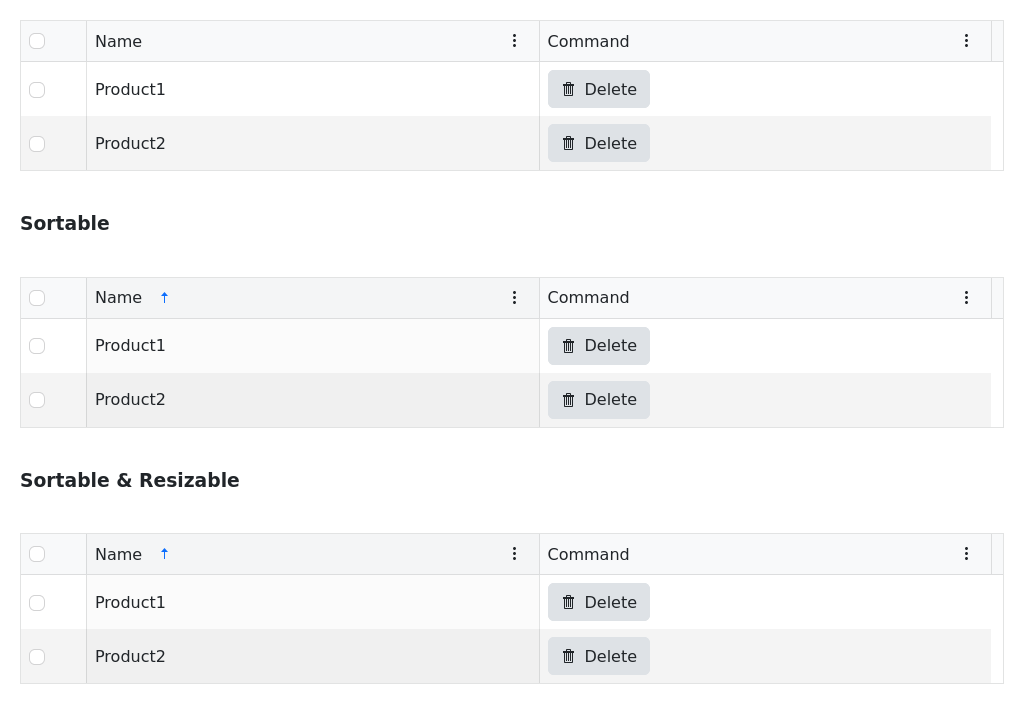 Name Command
Product1 Delete
Product2 Delete
Sortable
Name Command
Product1 Delete
Product2 Delete
Sortable & Resizable
Name Command
Product1 Delete
Product2 Delete